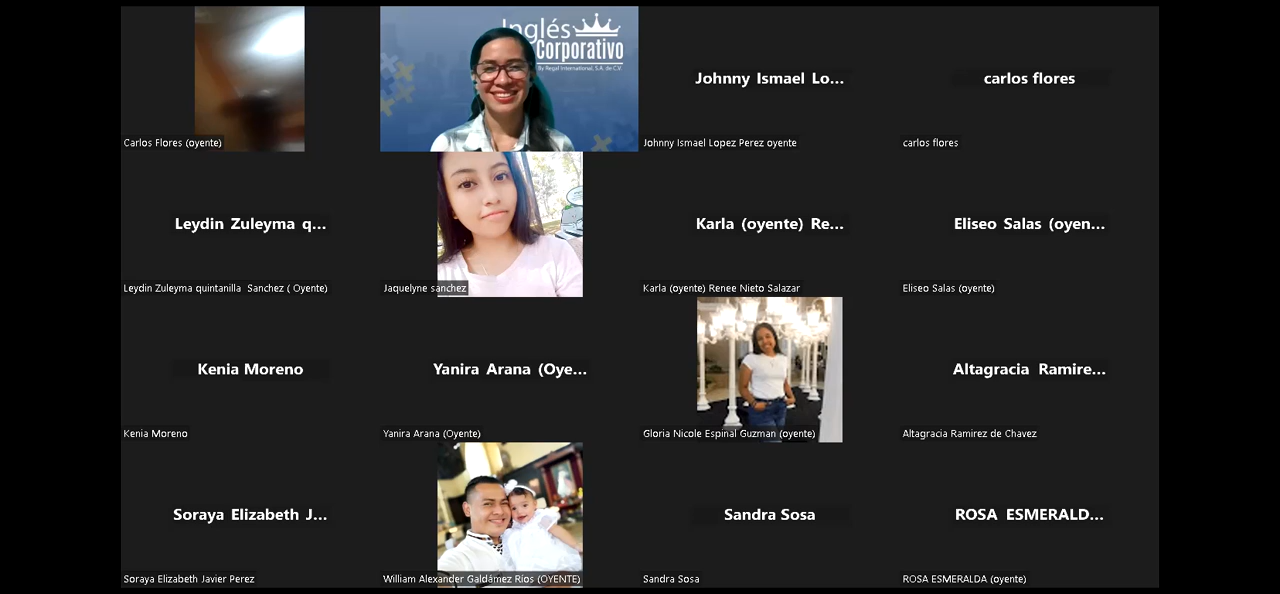 Carlos Flores (oyente)
Inglés
Corporativo
By Regal International, S.A. de C.V.
Johnny Ismael Lo...
Johnny Ismael Lopez Perez oyente
carlos flores
carlos flores
Leydin Zuleyma q...
Leydin Zuleyma quintanilla Sanchez ( Oyente)
Jaquelyne sanchez
Karla (oyente) Re...
Karla (oyente) Renee Nieto Salazar
Eliseo Salas (oyen...
Eliseo Salas (oyente)
Kenia Moreno
Kenia Moreno
Yanira Arana (Oye...
Yanira Arana (Oyente)
Gloria Nicole Espinal Guzman (oyente)
Altagracia Ramire...
Altagracia Ramirez de Chavez
Soraya Elizabeth J...
Soraya Elizabeth Javier Perez
William Alexander Galdámez Ríos (OYENTE)
Sandra Sosa
Sandra Sosa
ROSA ESMERALD...
ROSA ESMERALDA (oyente)